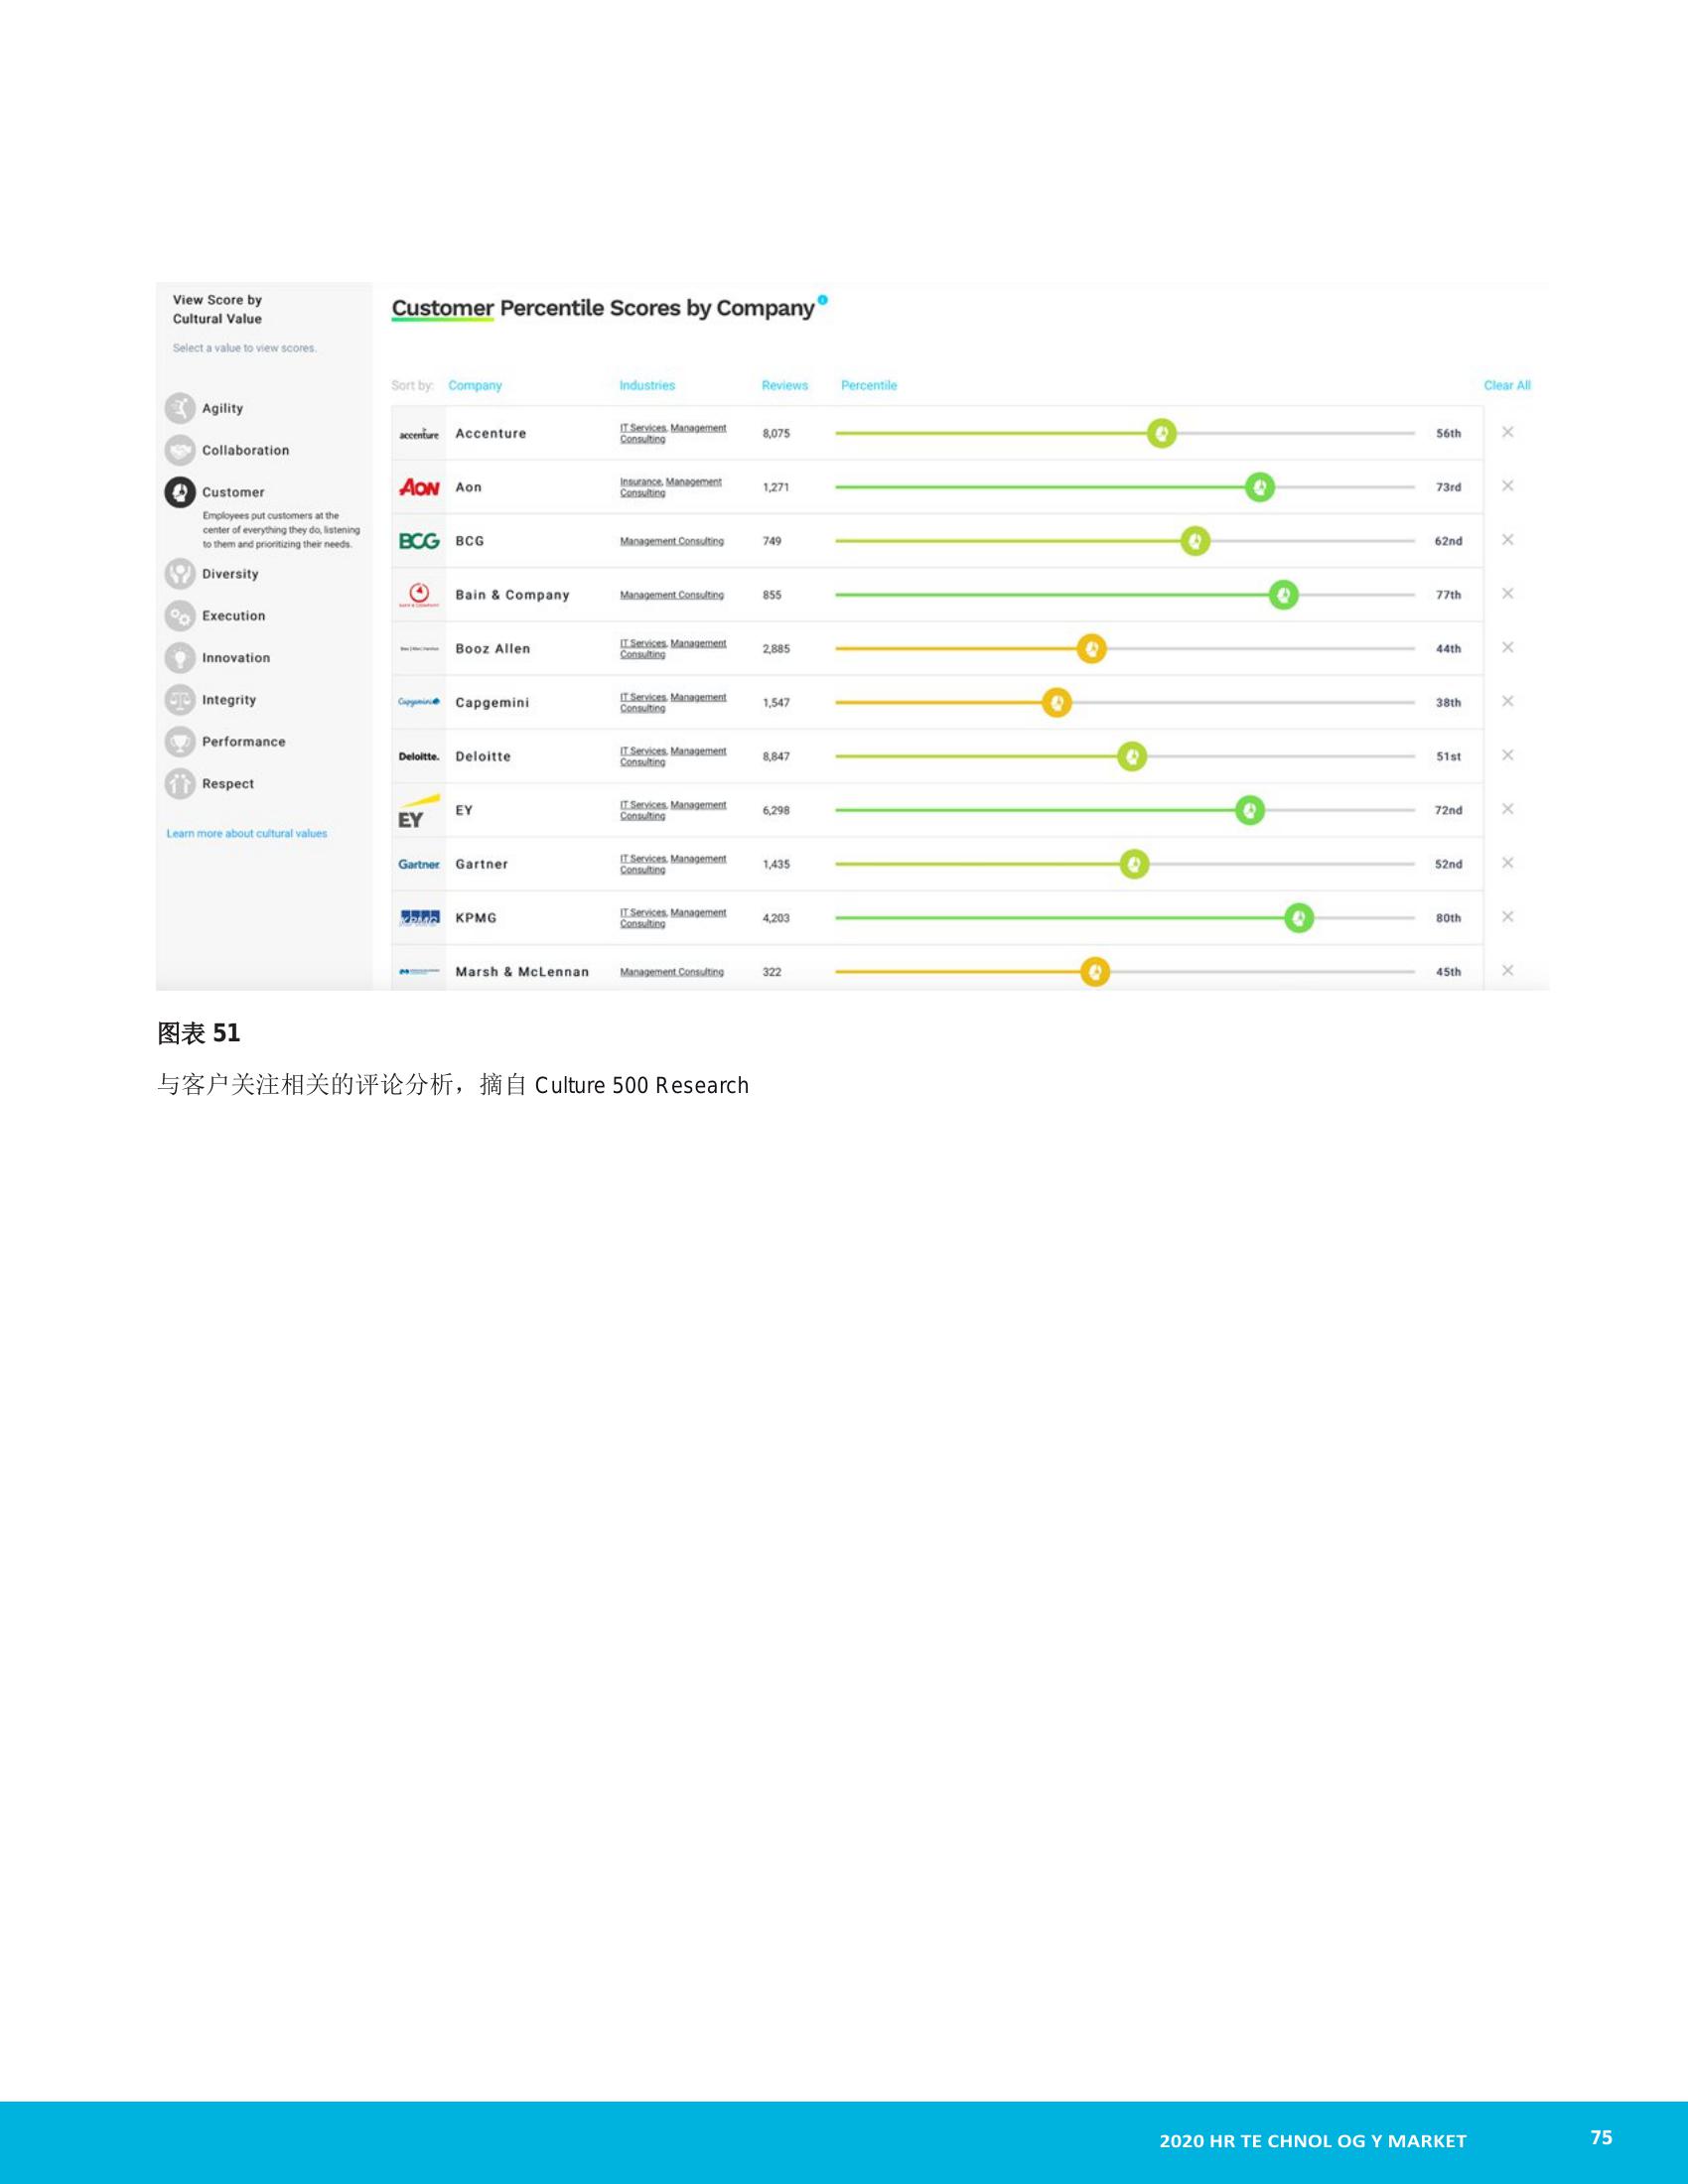 View Score by
Cultural Value
Select a value to view scores.
Agility
Collaboration
Customer
Employees put customers at the
center of everything they do, listening
to them and prioritizing their needs.
Diversity
Execution
Innovation
Integrity
Performance
Respect
Learn more about cultural values
Customer Percentile Scores by Company
Sort by: Company Industries Reviews Percentile Clear All
accenture Accenture IT Services, Management Consulting 8,075 56th
AON Aon Insurance, Management Consulting 1,271 73rd
BCG BCG Management Consulting 749 62nd
BAIN & COMPANY Bain & Company Management Consulting 855 77th
Booz Allen IT Services, Management Consulting 2,885 44th
Capgemini Capgemini IT Services, Management Consulting 1,547 38th
Deloitte. Deloitte IT Services, Management Consulting 8,847 51st
EY EY IT Services, Management Consulting 6,298 72nd
Gartner Gartner IT Services, Management Consulting 1,435 52nd
KPMG KPMG IT Services, Management Consulting 4,203 80th
Marsh & McLennan Management Consulting 322 45th
图表 51
与客户关注相关的评论分析，摘自 Culture 500 Research
2020 HR TE CHNOL OG Y MARKET 75